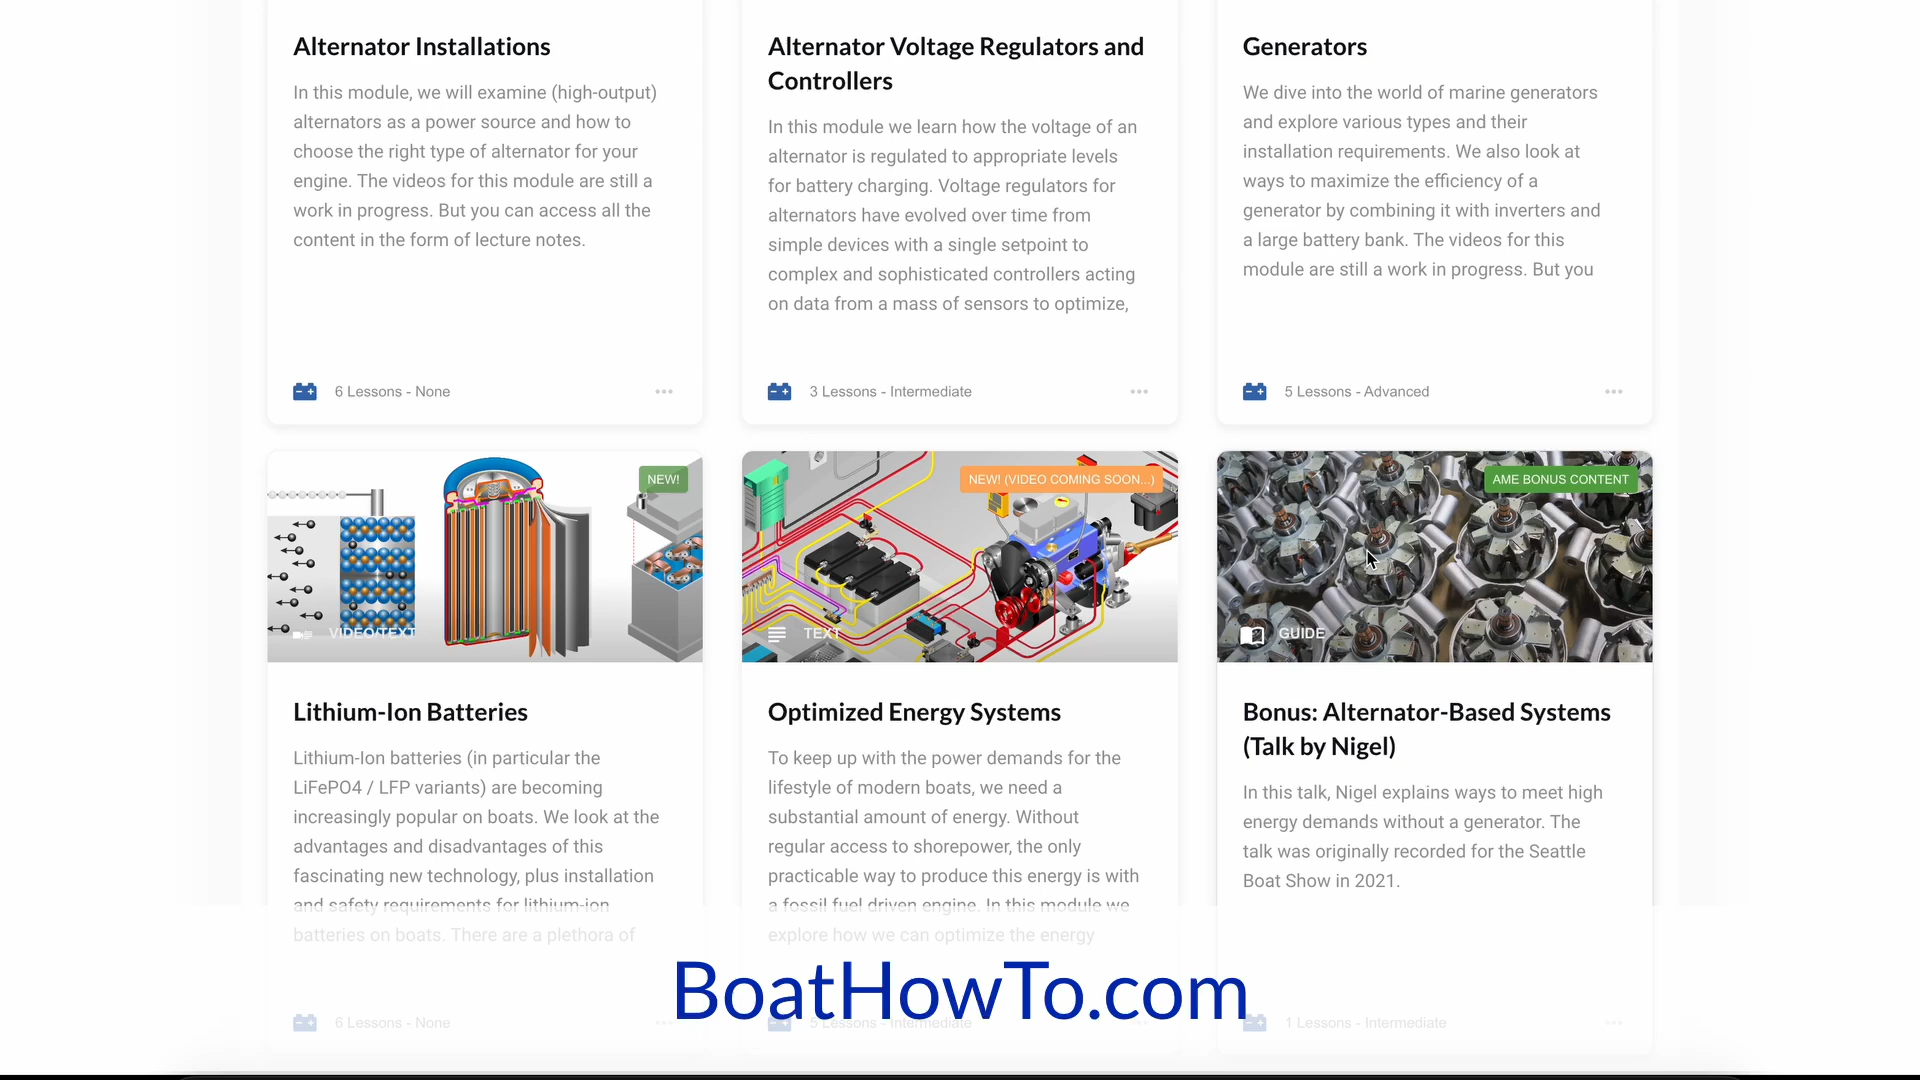 Alternator Installations
In this module, we will examine (high-output)
alternators as a power source and how to
choose the right type of alternator for your
engine. The videos for this module are still a
work in progress. But you can access all the
content in the form of lecture notes.
6 Lessons - None
Alternator Voltage Regulators and
Controllers
In this module we learn how the voltage of an
alternator is regulated to appropriate levels
for battery charging. Voltage regulators for
alternators have evolved over time from
simple devices with a single setpoint to
complex and sophisticated controllers acting
on data from a mass of sensors to optimize,
3 Lessons - Intermediate
Generators
We dive into the world of marine generators
and explore various types and their
installation requirements. We also look at
ways to maximize the efficiency of a
generator by combining it with inverters and
a large battery bank. The videos for this
module are still a work in progress. But you
5 Lessons - Advanced
NEW!
VIDEO/TEXT
Lithium-Ion Batteries
Lithium-Ion batteries (in particular the
LiFePO4 / LFP variants) are becoming
increasingly popular on boats. We look at the
advantages and disadvantages of this
fascinating new technology, plus installation
and safety requirements for lithium-ion
batteries on boats. There are a plethora of
6 Lessons - None
NEW! (VIDEO COMING SOON...)
TEXT
Optimized Energy Systems
To keep up with the power demands for the
lifestyle of modern boats, we need a
substantial amount of energy. Without
regular access to shorepower, the only
practicable way to produce this energy is with
a fossil fuel driven engine. In this module we
explore how we can optimize the energy
5 Lessons - Intermediate
AME BONUS CONTENT
GUIDE
Bonus: Alternator-Based Systems
(Talk by Nigel)
In this talk, Nigel explains ways to meet high
energy demands without a generator. The
talk was originally recorded for the Seattle
Boat Show in 2021.
1 Lessons - Intermediate
BoatHowTo.com